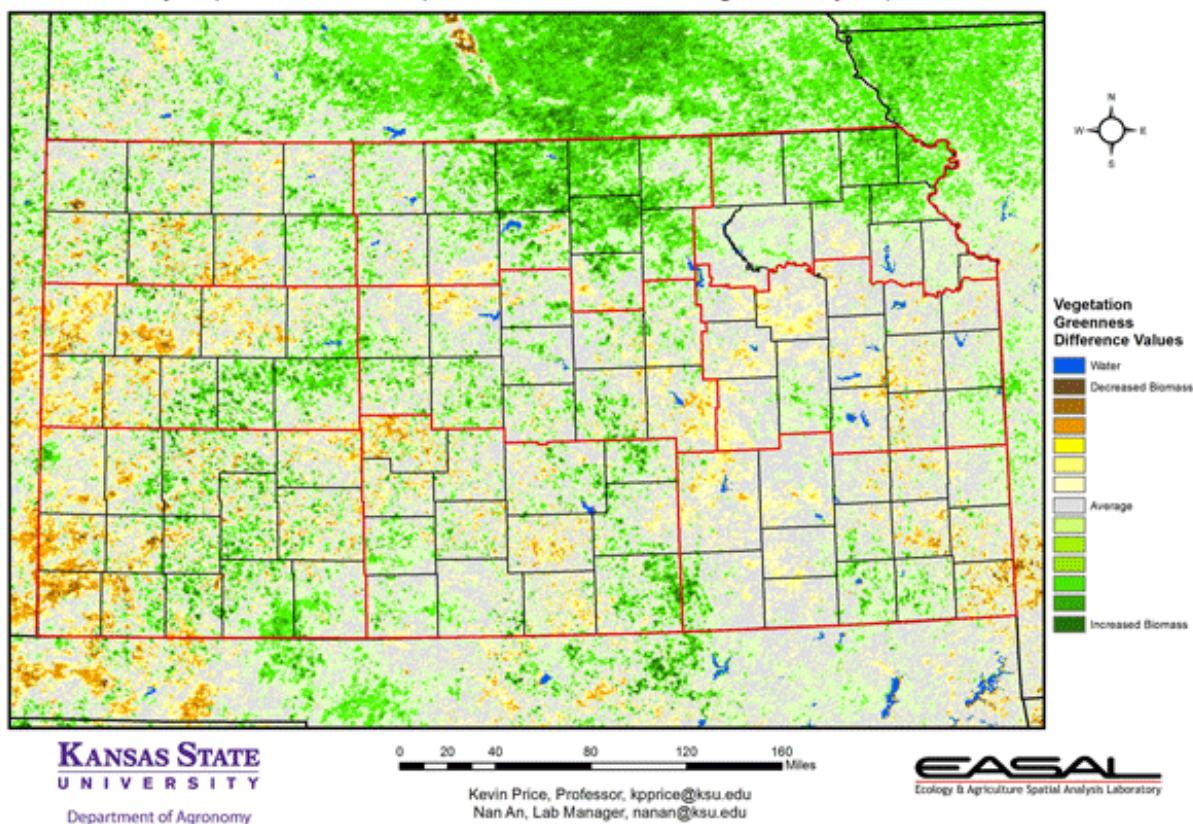 N
W E
S
Vegetation
Greenness
Difference Values
Water
Decreased Biomass
Average
Increased Biomass
KANSAS STATE
UNIVERSITY
Department of Agronomy
0 20 40 80 120 160
Miles
Kevin Price, Professor, kpprice@ksu.edu
Nan An, Lab Manager, nanan@ksu.edu
EASAL
Ecology & Agriculture Spatial Analysis Laboratory